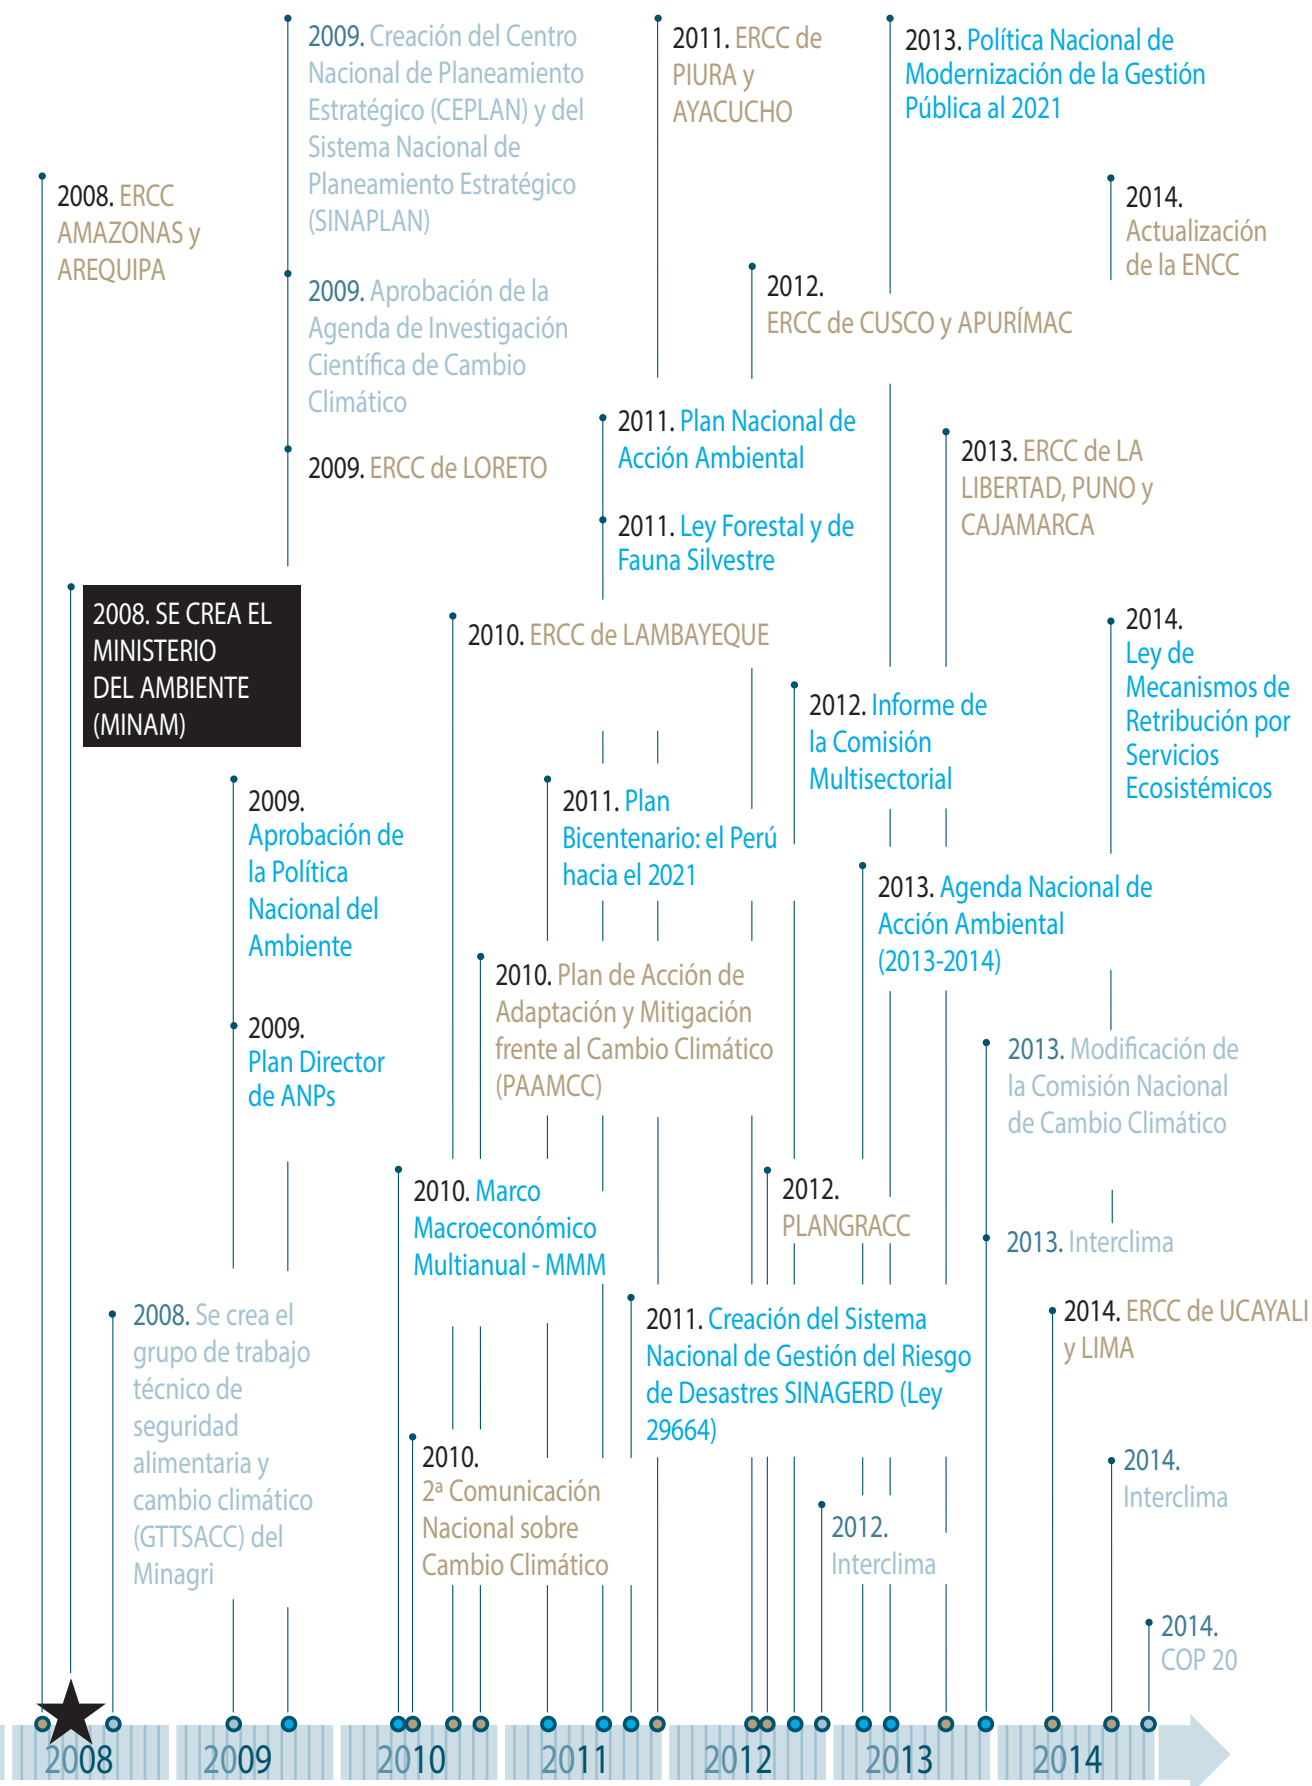 2009. Creación del Centro
Nacional de Planeamiento
Estratégico (CEPLAN) y del
Sistema Nacional de
Planeamiento Estratégico
(SINAPLAN)
2011. ERCC de
PIURA y
AYACUCHO
2013. Política Nacional de
Modernización de la Gestión
Pública al 2021
2008. ERCC
AMAZONAS y
AREQUIPA
2014.
Actualización
de la ENCC
2009. Aprobación de la
Agenda de Investigación
Científica de Cambio
Climático
2012.
ERCC de CUSCO y APURÍMAC
2009. ERCC de LORETO
2011. Plan Nacional de
Acción Ambiental
2013. ERCC de LA
LIBERTAD, PUNO y
CAJAMARCA
2011. Ley Forestal y de
Fauna Silvestre
2008. SE CREA EL
MINISTERIO
DEL AMBIENTE
(MINAM)
2010. ERCC de LAMBAYEQUE
2014.
Ley de
Mecanismos de
Retribución por
Servicios
Ecosistémicos
2012. Informe de
la Comisión
Multisectorial
2009.
Aprobación de
la Política
Nacional del
Ambiente
2011. Plan
Bicentenario: el Perú
hacia el 2021
2013. Agenda Nacional de
Acción Ambiental
(2013-2014)
2010. Plan de Acción de
Adaptación y Mitigación
frente al Cambio Climático
(PAAMCC)
2009.
Plan Director
de ANPs
2013. Modificación de
la Comisión Nacional
de Cambio Climático
2010. Marco
Macroeconómico
Multianual - MMM
2012.
PLANGRACC
2013. Interclima
2008. Se crea el
grupo de trabajo
técnico de
seguridad
alimentaria y
cambio climático
(GTTSACC) del
Minagri
2011. Creación del Sistema
Nacional de Gestión del Riesgo
de Desastres SINAGERD (Ley
29664)
2014. ERCC de UCAYALI
y LIMA
2010.
2ª Comunicación
Nacional sobre
Cambio Climático
2014.
Interclima
2012.
Interclima
2014.
COP 20
2008 2009 2010 2011 2012 2013 2014